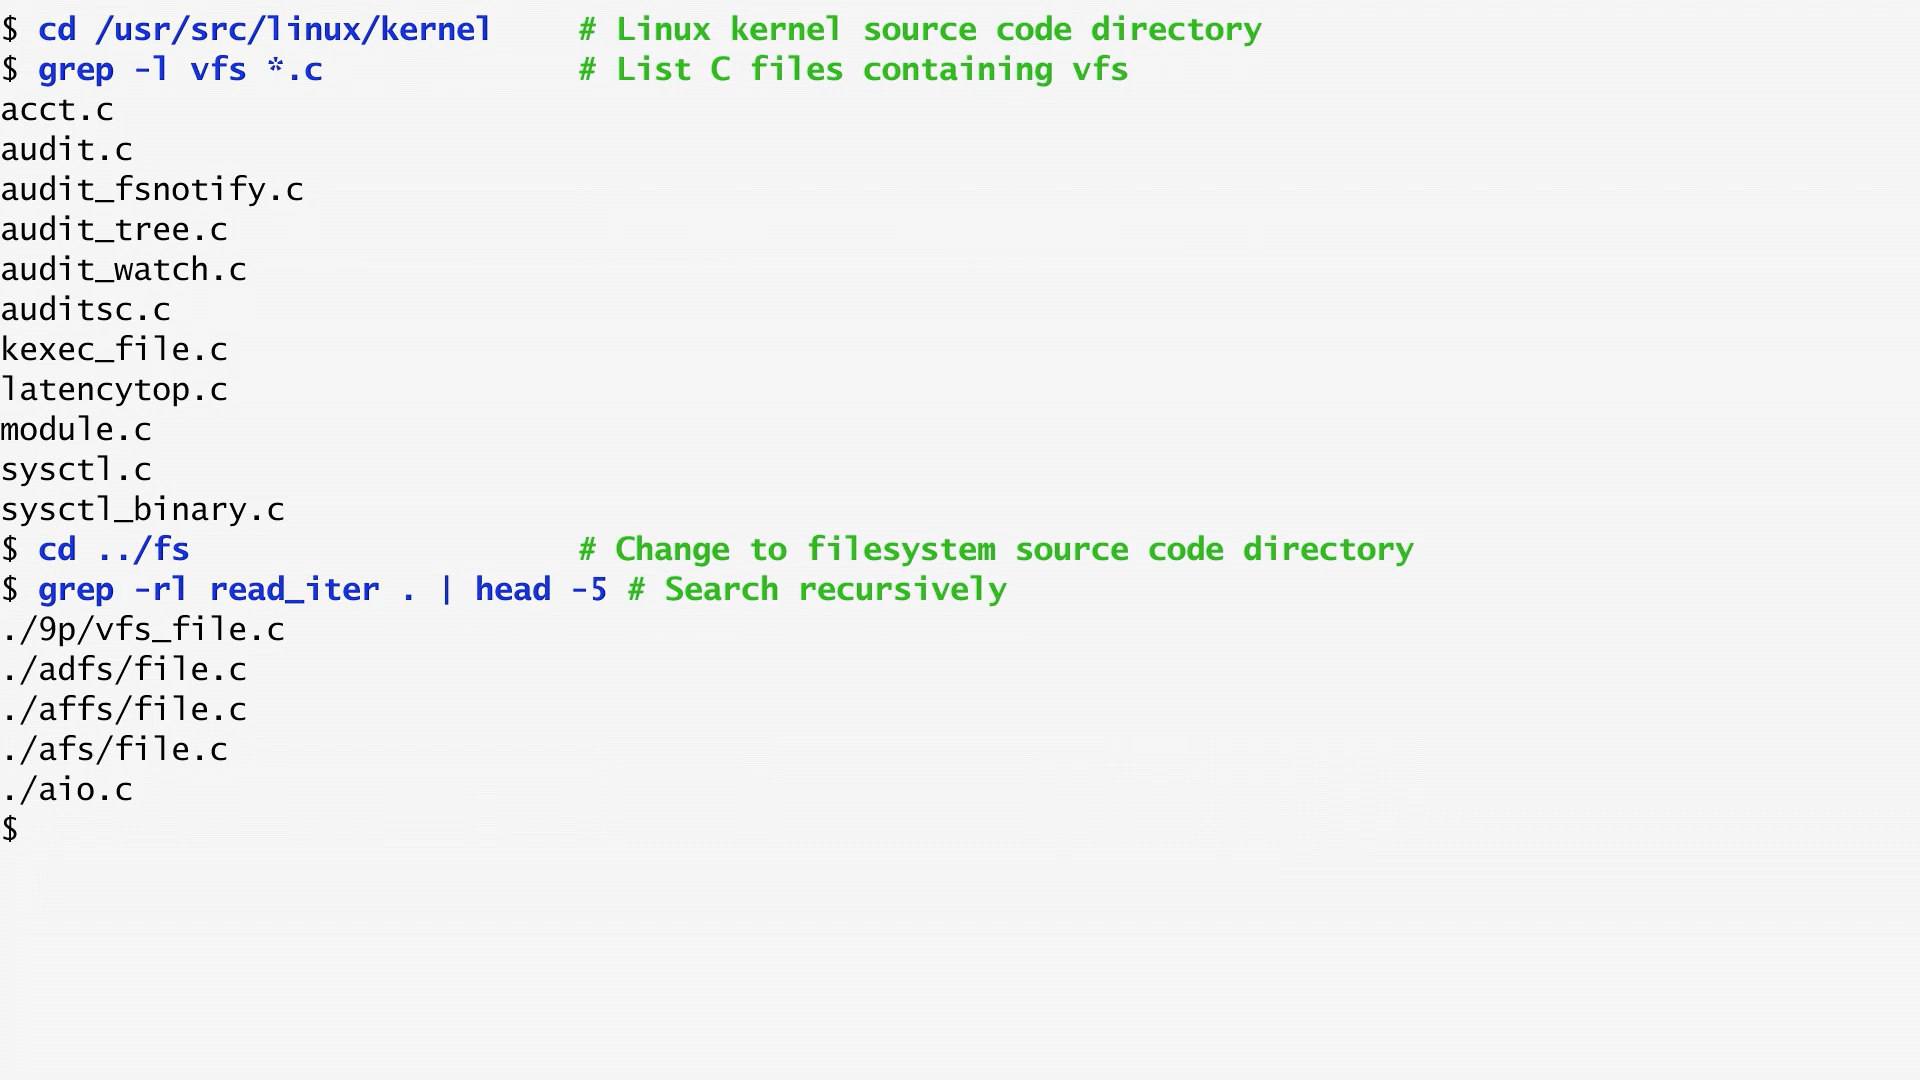 $ cd /usr/src/linux/kernel # Linux kernel source code directory
$ grep -l vfs *.c # List C files containing vfs
acct.c
audit.c
audit_fsnotify.c
audit_tree.c
audit_watch.c
auditsc.c
kexec_file.c
latencytop.c
module.c
sysctl.c
sysctl_binary.c
$ cd ../fs # Change to filesystem source code directory
$ grep -rl read_iter . | head -5 # Search recursively
./9p/vfs_file.c
./adfs/file.c
./affs/file.c
./afs/file.c
./aio.c
$